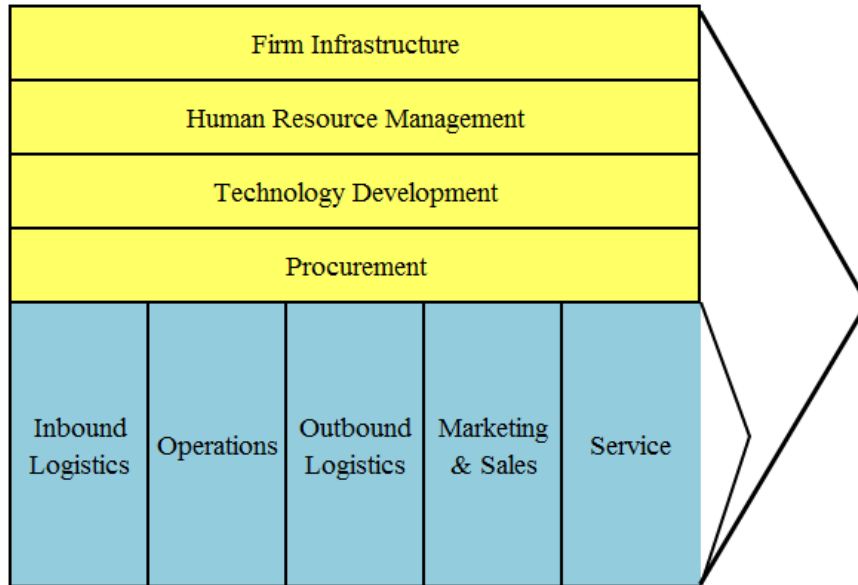 Firm Infrastructure
Human Resource Management
Technology Development
Procurement
Inbound
Logistics
Operations
Outbound
Logistics
Marketing
& Sales
Service